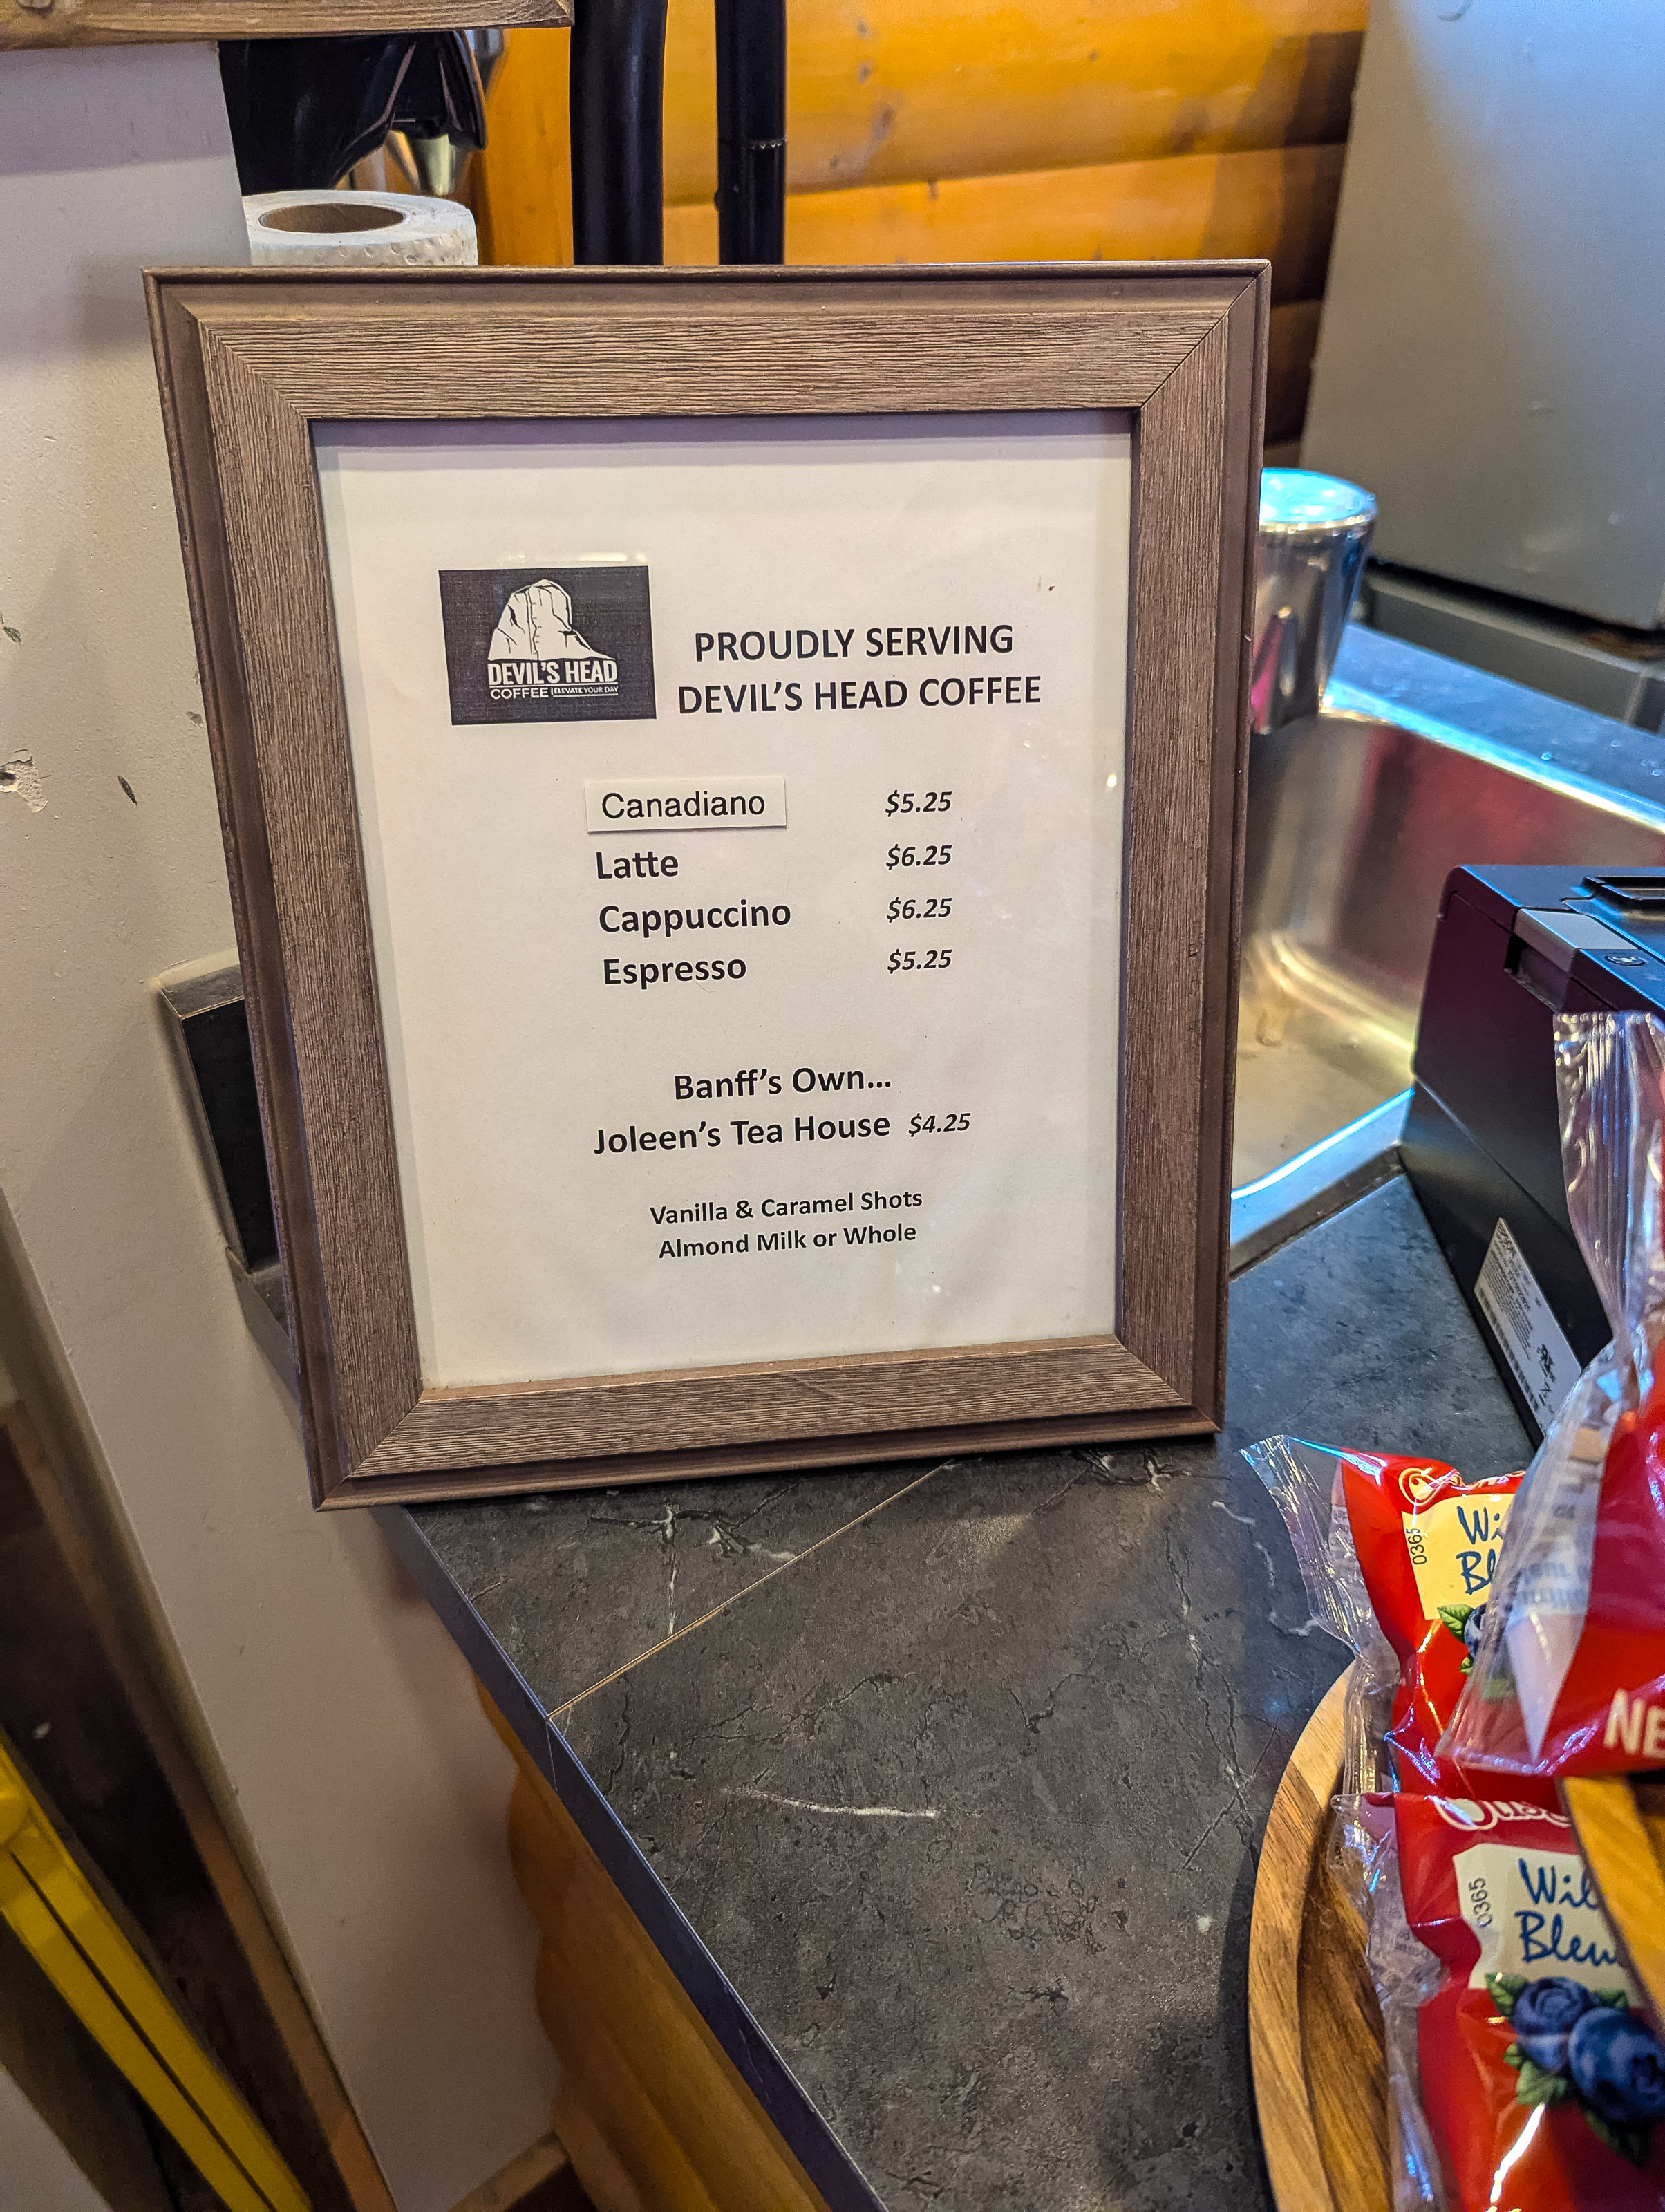 DEVIL'S HEAD
COFFEE | ELEVATE YOUR DAY
PROUDLY SERVING
DEVIL'S HEAD COFFEE
Canadiano $5.25
Latte $6.25
Cappuccino $6.25
Espresso $5.25
Banff's Own...
Joleen's Tea House $4.25
Vanilla & Caramel Shots
Almond Milk or Whole
0365
0365